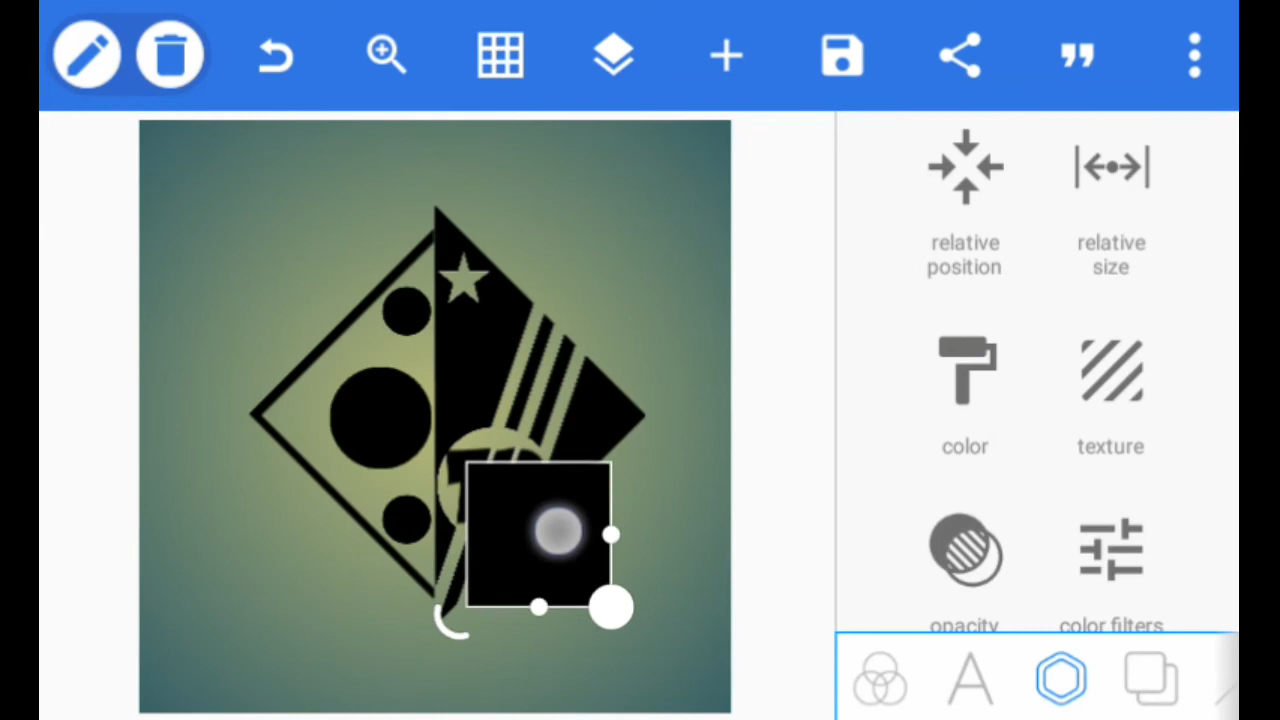 relative
position
relative
size
color
texture
opacity
color filters